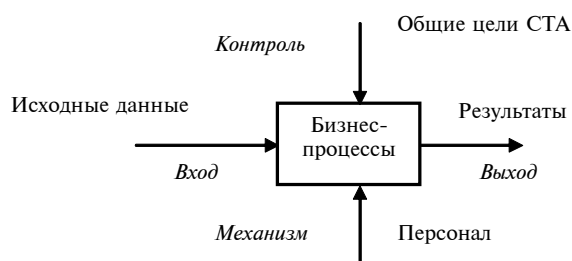 Общие цели СТА
Контроль
Исходные данные
Бизнес-
процессы
Результаты
Вход
Выход
Механизм
Персонал